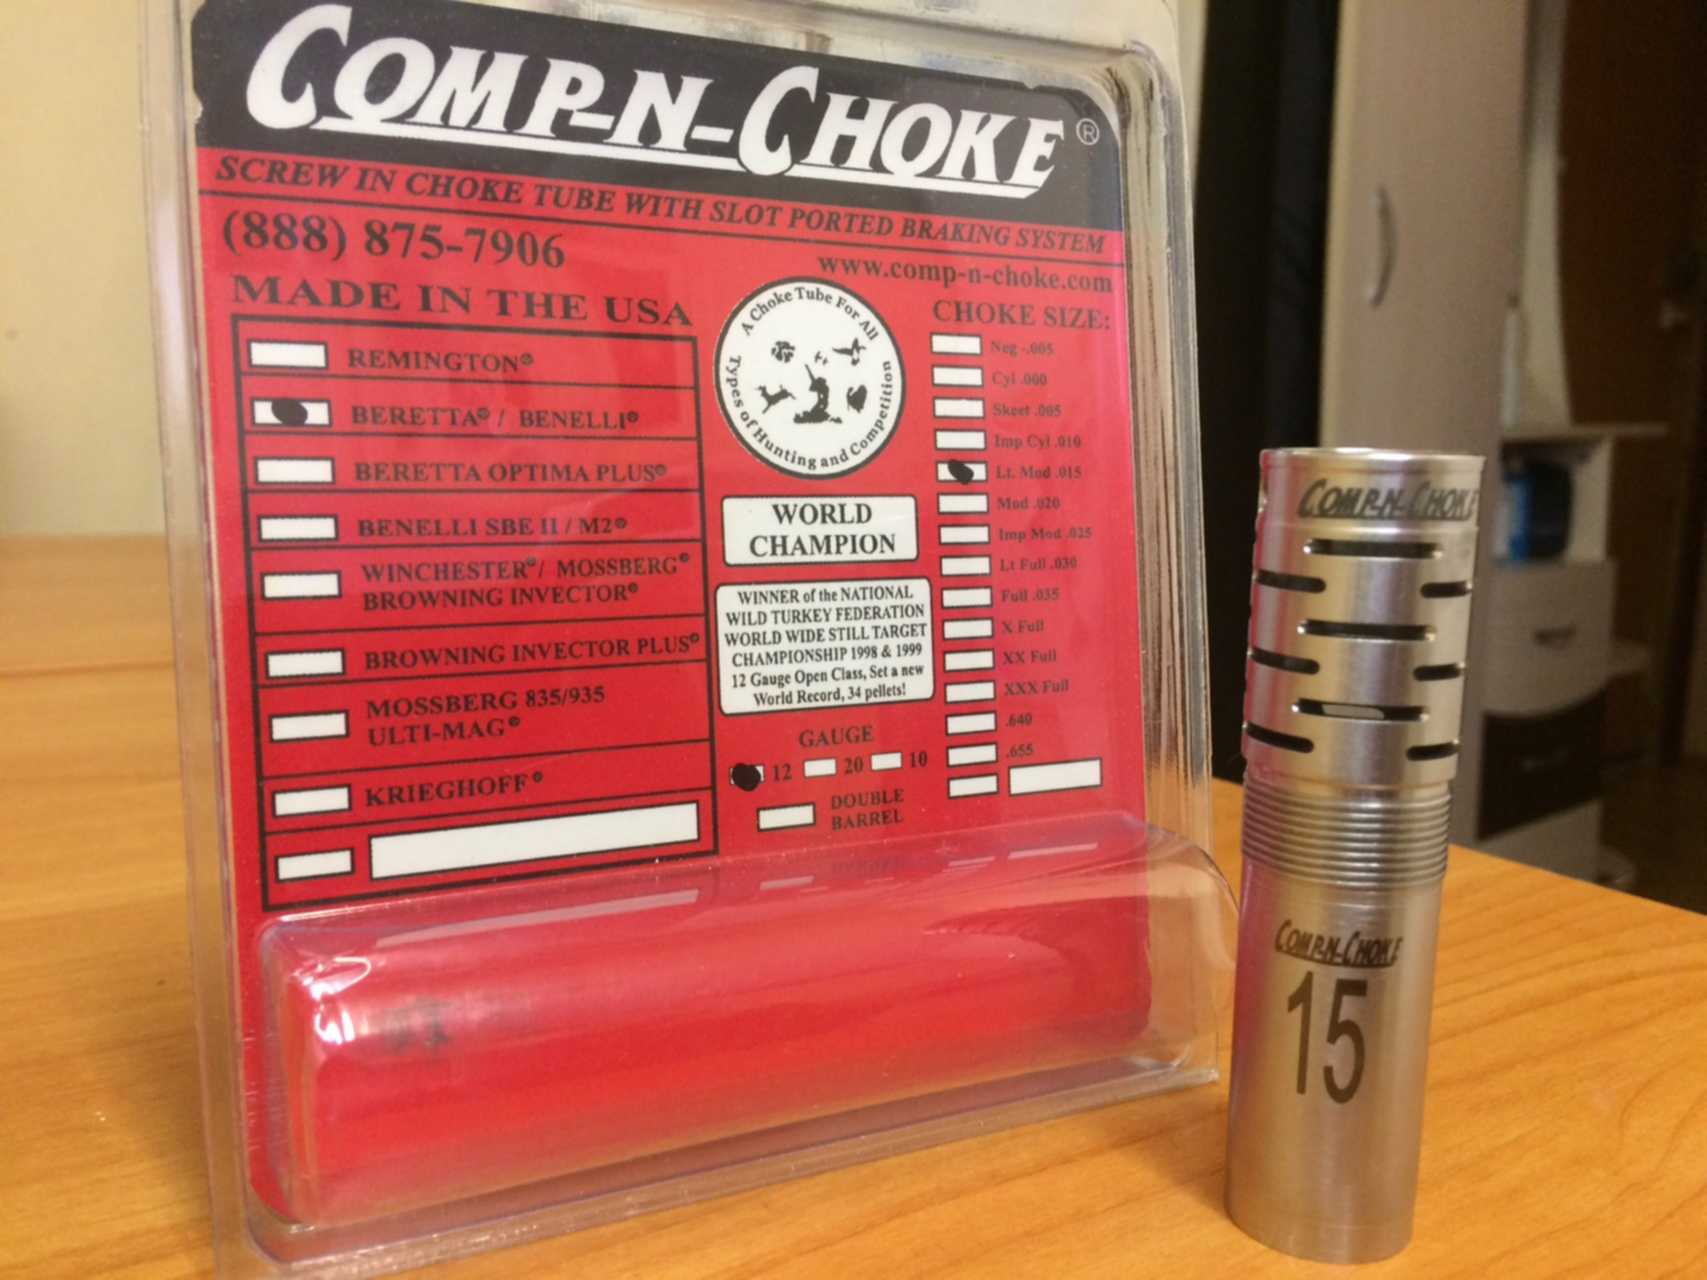 COMP-N-CHOKE®
SCREW IN CHOKE TUBE WITH SLOT PORTED BRAKING SYSTEM
(888) 875-7906
www.comp-n-choke.com
MADE IN THE USA
REMINGTON®
BERETTA® / BENELLI®
BERETTA OPTIMA PLUS®
BENELLI SBE II / M2®
WINCHESTER® / MOSSBERG®
BROWNING INVECTOR®
BROWNING INVECTOR PLUS®
MOSSBERG 835/935
ULTI-MAG®
KRIEGHOFF®
A Choke Tube For All
Types of Hunting and Competition
WORLD
CHAMPION
WINNER of the NATIONAL
WILD TURKEY FEDERATION
WORLD WIDE STILL TARGET
CHAMPIONSHIP 1998 & 1999
12 Gauge Open Class, Set a new
World Record, 34 pellets!
GAUGE
12 20 10
DOUBLE
BARREL
CHOKE SIZE:
Neg -.005
Cyl .000
Skeet .005
Imp Cyl .010
Lt. Mod .015
Mod .020
Imp Mod .025
Lt Full .030
Full .035
X Full
XX Full
XXX Full
.640
.655
COMP-N-CHOKE
COMP-N-CHOKE
15